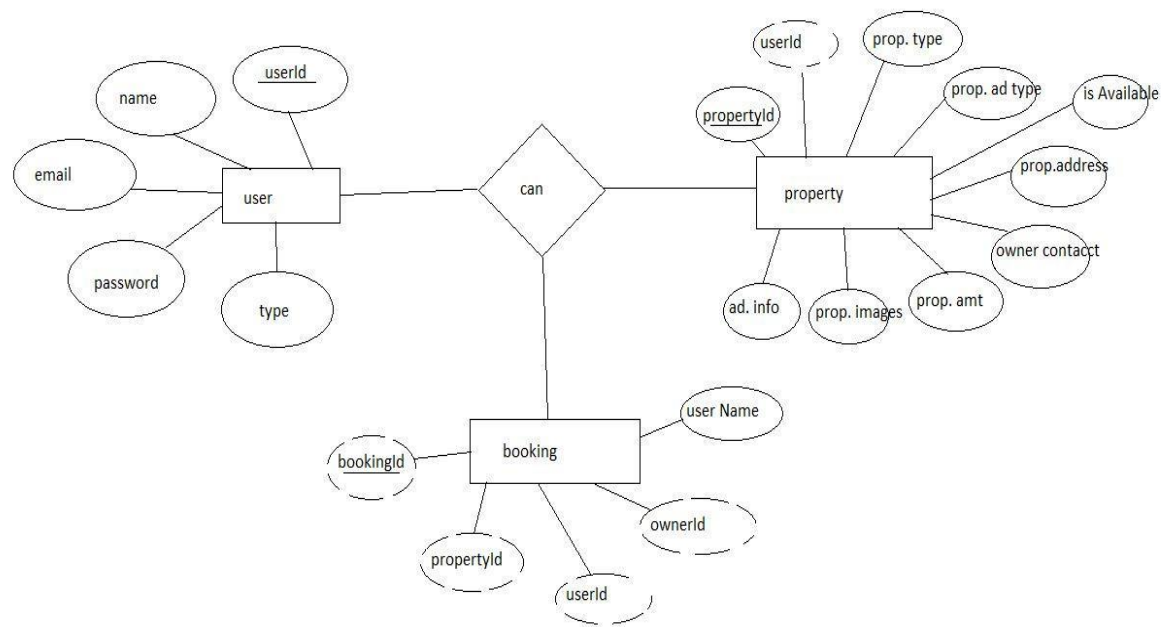 userId
name
email
user
password
type
can
userId
prop. type
prop. ad type
is Available
propertyId
prop.address
property
owner contacct
ad. info
prop. images
prop. amt
user Name
booking
bookingId
ownerId
propertyId
userId